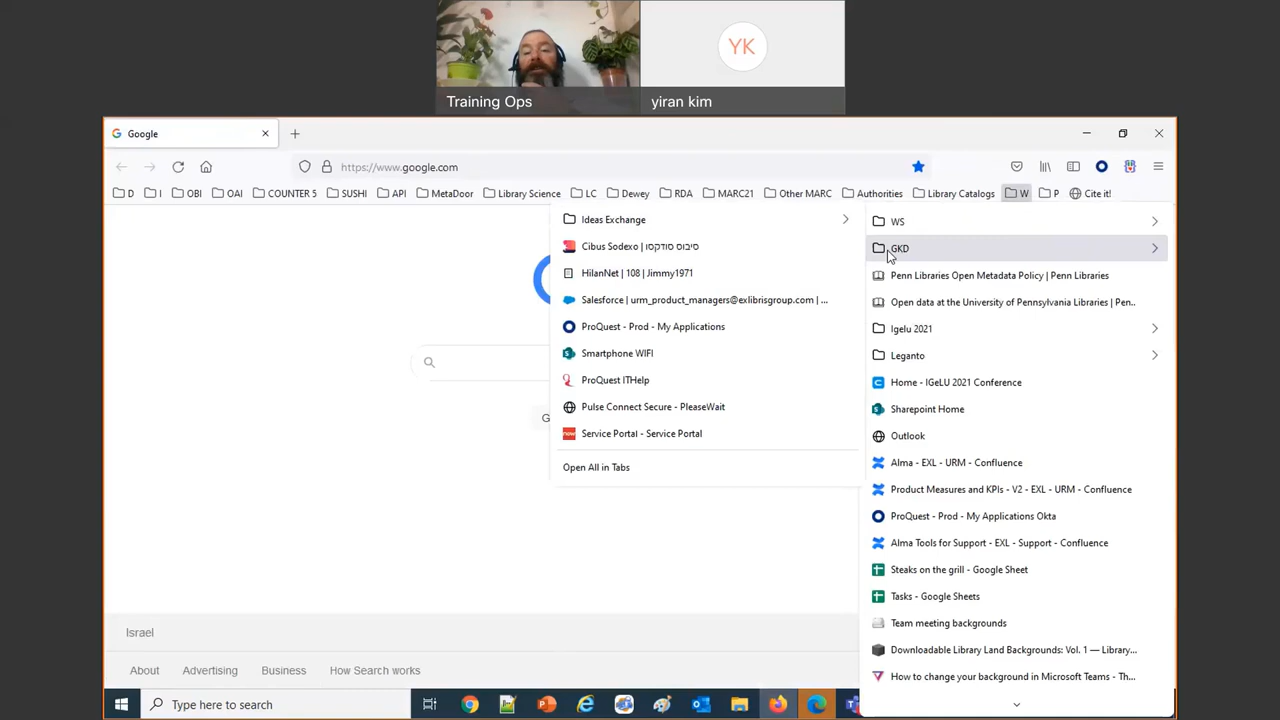 YK
Training Ops
yiran kim
Google
https://www.google.com
D I OBI OAI COUNTER 5 SUSHI API MetaDoor Library Science LC Dewey RDA MARC21 Other MARC Authorities Library Catalogs W P Cite it!
Ideas Exchange
Cibus Sodexo | סיבוס סודקסו
HilanNet | 108 | Jimmy1971
Salesforce | urm_product_managers@exlibrisgroup.com | ...
ProQuest - Prod - My Applications
Smartphone WIFI
ProQuest ITHelp
Pulse Connect Secure - PleaseWait
Service Portal - Service Portal
Open All in Tabs
WS
GKD
Penn Libraries Open Metadata Policy | Penn Libraries
Open data at the University of Pennsylvania Libraries | Pen...
Igelu 2021
Leganto
Home - IGeLU 2021 Conference
Sharepoint Home
Outlook
Alma - EXL - URM - Confluence
Product Measures and KPIs - V2 - EXL - URM - Confluence
ProQuest - Prod - My Applications Okta
Alma Tools for Support - EXL - Support - Confluence
Steaks on the grill - Google Sheet
Tasks - Google Sheets
Team meeting backgrounds
Downloadable Library Land Backgrounds: Vol. 1 — Library...
How to change your background in Microsoft Teams - Th...
G
Israel
About Advertising Business How Search works
Type here to search